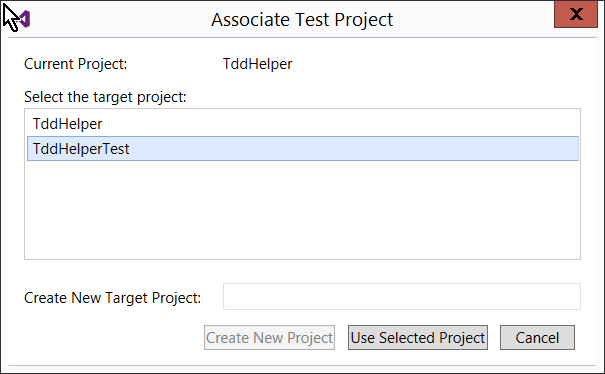 Associate Test Project
Current Project: TddHelper
Select the target project:
TddHelper
TddHelperTest
Create New Target Project:
Create New Project Use Selected Project Cancel